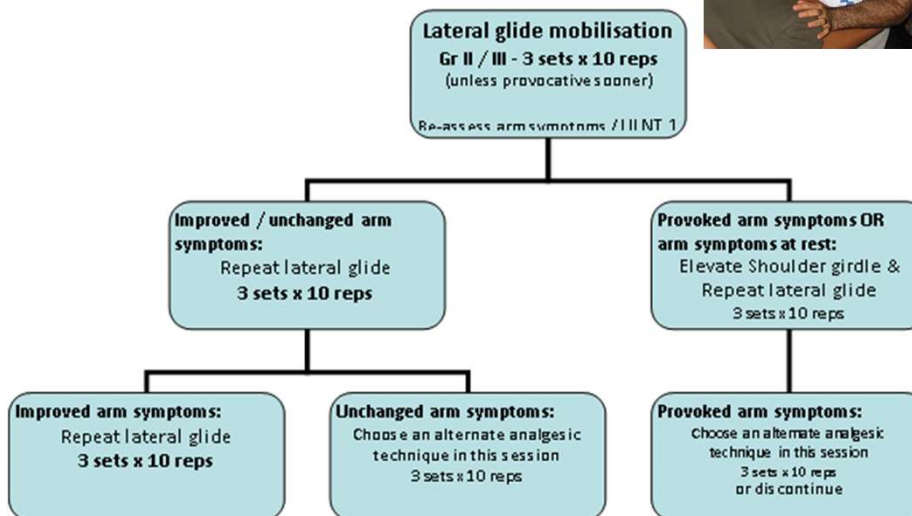 Lateral glide mobilisation
Gr II / III - 3 sets x 10 reps
(unless provocative sooner)
Re-assess arm symptoms / ULNT 1
Improved / unchanged arm
symptoms:
Repeat lateral glide
3 sets x 10 reps
Provoked arm symptoms OR
arm symptoms at rest:
Elevate Shoulder girdle &
Repeat lateral glide
3 sets x 10 reps
Improved arm symptoms:
Repeat lateral glide
3 sets x 10 reps
Unchanged arm symptoms:
Choose an alternate analgesic
technique in this session
3 sets x 10 reps
Provoked arm symptoms:
Choose an alternate analgesic
technique in this session
3 sets x 10 reps
or discontinue